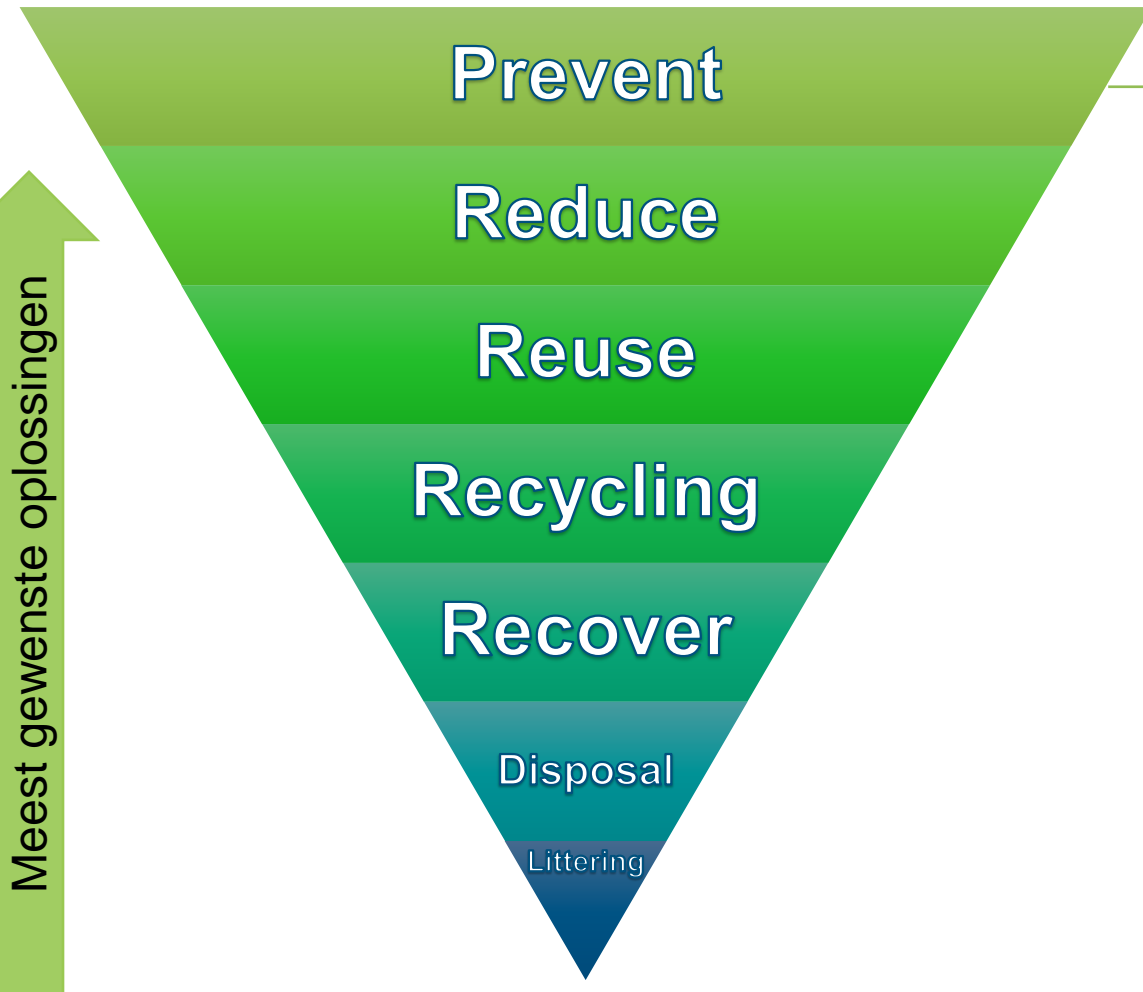 Prevent
Reduce
Reuse
Recycling
Recover
Disposal
Littering
Meest gewenste oplossingen